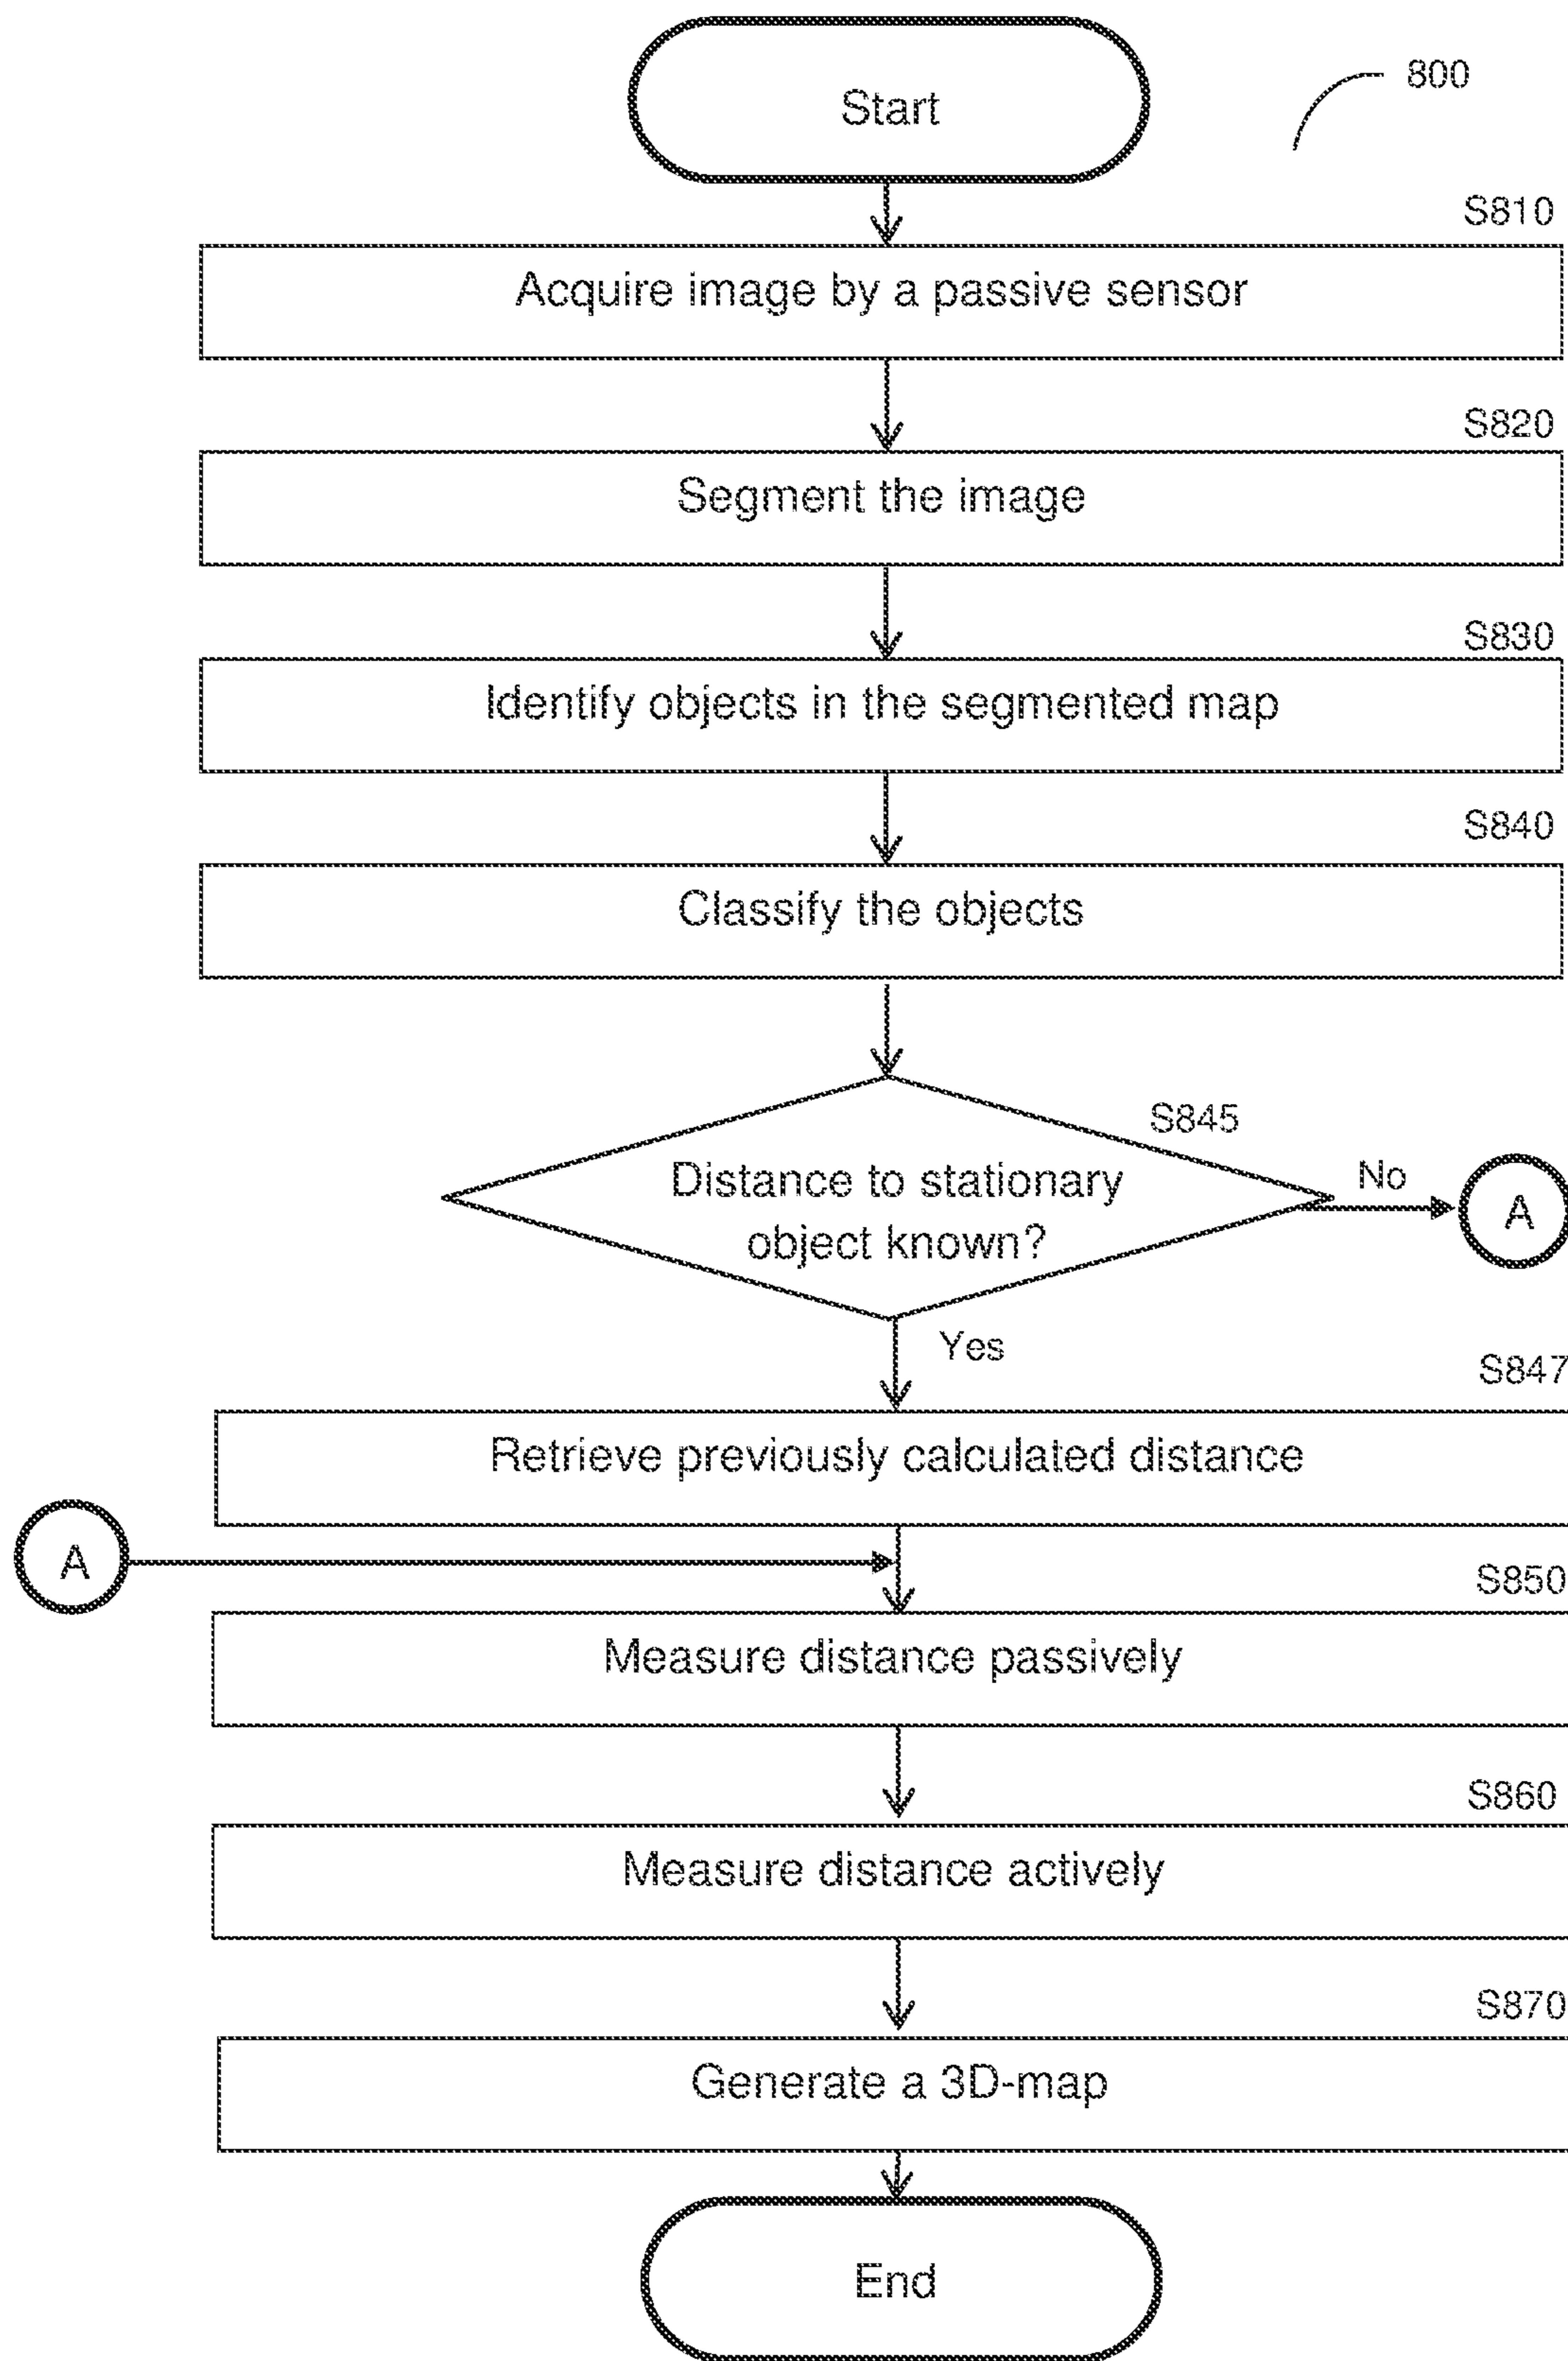 Start
800
S810
Acquire image by a passive sensor
S820
Segment the image
S830
Identify objects in the segmented map
S840
Classify the objects
S845
Distance to stationary
object known?
No
A
Yes
S847
Retrieve previously calculated distance
A
S850
Measure distance passively
S860
Measure distance actively
S870
Generate a 3D-map
End